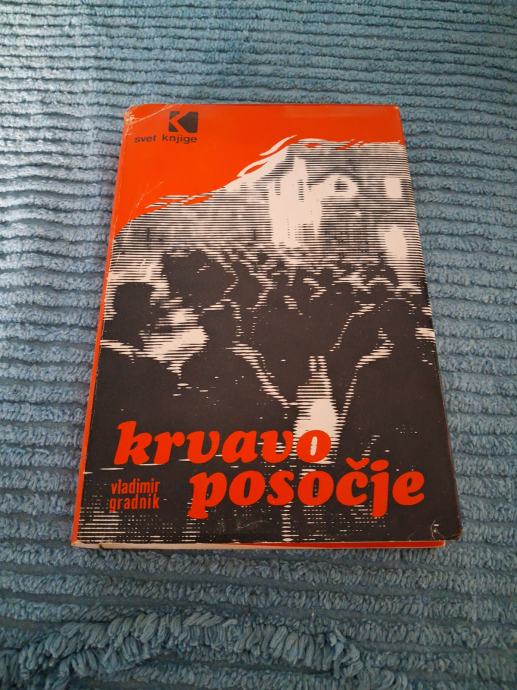 svet knjige
krvavo
posočje
vladimir
gradnik